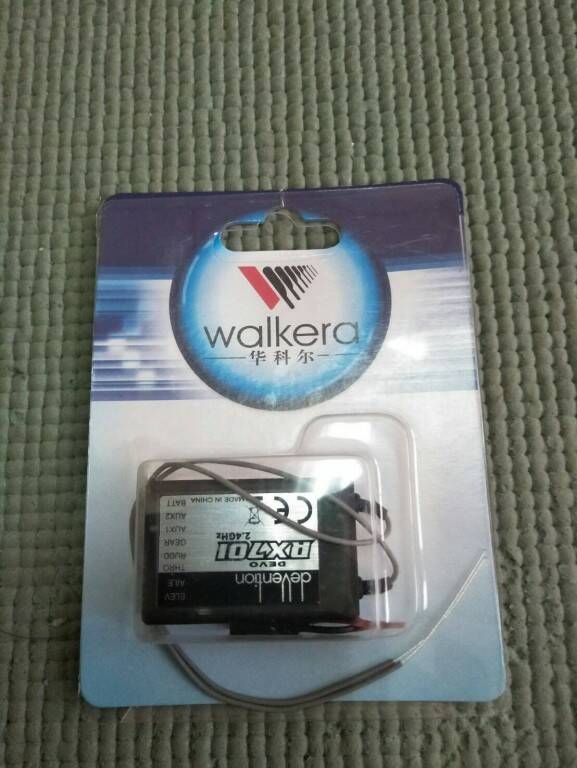 walkera
华科尔
devention
DEVO
RX701
2.4GHz
CE
MADE IN CHINA
ELEV
AILE
THRO
RUDD
GEAR
AUX1
AUX2
BATT